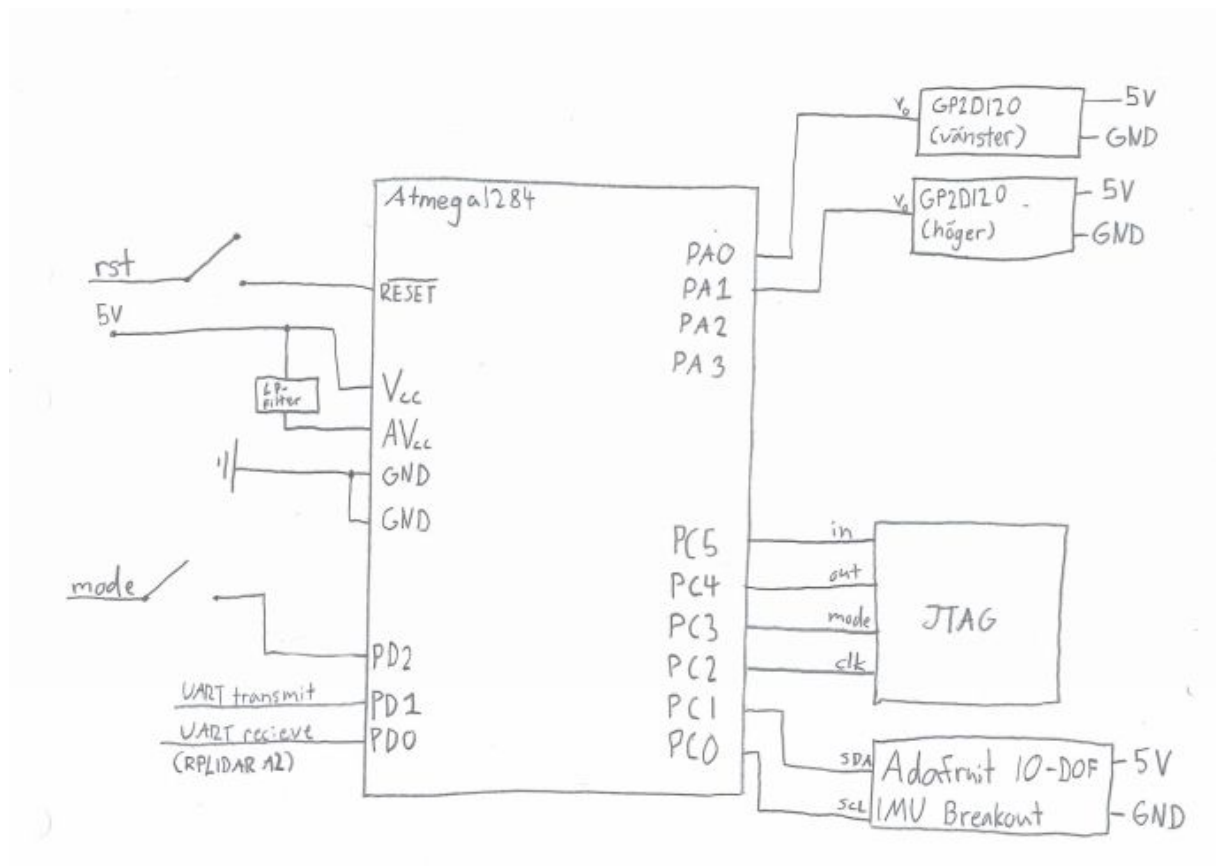 GP2D120
(vänster)
V₀
5V
GND
GP2D120
(höger)
V₀
5V
GND
Atmega1284
rst
RESET
5V
LP-
Filter
Vcc
AVcc
GND
GND
mode
PD2
UART transmit
PD1
UART recieve
PD0
(RPLIDAR A2)
PA0
PA1
PA2
PA3
PC5
PC4
PC3
PC2
PC1
PC0
in
out
mode
clk
JTAG
SDA
SCL
Adafruit 10-DOF
IMU Breakout
5V
GND